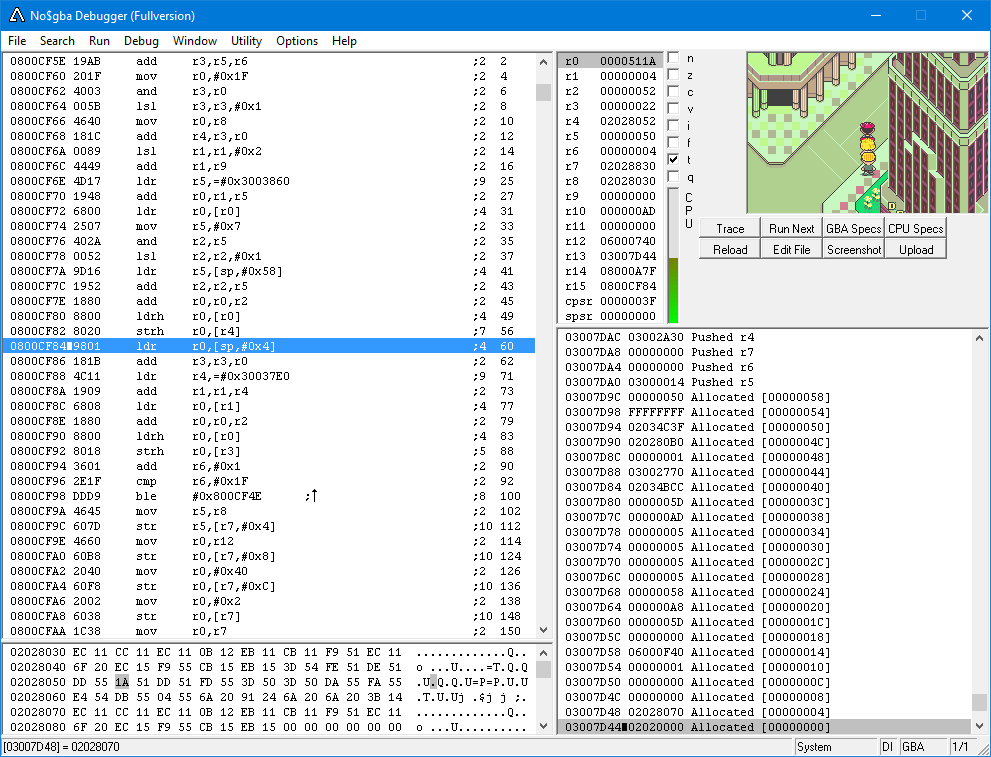 No$gba Debugger (Fullversion)
File Search Run Debug Window Utility Options Help
0800CF5E 19AB add r3,r5,r6 ;2 2
0800CF60 201F mov r0,#0x1F ;2 4
0800CF62 4003 and r3,r0 ;2 6
0800CF64 005B lsl r3,r3,#0x1 ;2 8
0800CF66 4640 mov r0,r8 ;2 10
0800CF68 181C add r4,r3,r0 ;2 12
0800CF6A 0089 lsl r1,r1,#0x2 ;2 14
0800CF6C 4449 add r1,r9 ;2 16
0800CF6E 4D17 ldr r5,=#0x3003860 ;9 25
0800CF70 1948 add r0,r1,r5 ;2 27
0800CF72 6800 ldr r0,[r0] ;4 31
0800CF74 2507 mov r5,#0x7 ;2 33
0800CF76 402A and r2,r5 ;2 35
0800CF78 0052 lsl r2,r2,#0x1 ;2 37
0800CF7A 9D16 ldr r5,[sp,#0x58] ;4 41
0800CF7C 1952 add r2,r2,r5 ;2 43
0800CF7E 1880 add r0,r0,r2 ;2 45
0800CF80 8800 ldrh r0,[r0] ;4 49
0800CF82 8020 strh r0,[r4] ;7 56
0800CF84 9801 ldr r0,[sp,#0x4] ;4 60
0800CF86 181B add r3,r3,r0 ;2 62
0800CF88 4C11 ldr r4,=#0x30037E0 ;9 71
0800CF8A 1909 add r1,r1,r4 ;2 73
0800CF8C 6808 ldr r0,[r1] ;4 77
0800CF8E 1880 add r0,r0,r2 ;2 79
0800CF90 8800 ldrh r0,[r0] ;4 83
0800CF92 8018 strh r0,[r3] ;5 88
0800CF94 3601 add r6,#0x1 ;2 90
0800CF96 2E1F cmp r6,#0x1F ;2 92
0800CF98 DDD9 ble #0x800CF4E ;↑ ;8 100
0800CF9A 4645 mov r5,r8 ;2 102
0800CF9C 607D str r5,[r7,#0x4] ;10 112
0800CF9E 4660 mov r0,r12 ;2 114
0800CFA0 60B8 str r0,[r7,#0x8] ;10 124
0800CFA2 2040 mov r0,#0x40 ;2 126
0800CFA4 60F8 str r0,[r7,#0xC] ;10 136
0800CFA6 2002 mov r0,#0x2 ;2 138
0800CFA8 6038 str r0,[r7] ;10 148
0800CFAA 1C38 mov r0,r7 ;2 150
r0 0000511A n
r1 00000004 z
r2 00000052 c
r3 00000022 v
r4 02028052 i
r5 00000050 f
r6 00000004 t
r7 02028830 q
r8 02028030
r9 00000000
r10 000000AD
r11 00000000
r12 06000740
r13 03007D44
r14 08000A7F
r15 0800CF84
cpsr 0000003F
spsr 00000000
C
P
U
Trace Run Next GBA Specs CPU Specs
Reload Edit File Screenshot Upload
03007DAC 03002A30 Pushed r4
03007DA8 00000000 Pushed r7
03007DA4 00000000 Pushed r6
03007DA0 03000014 Pushed r5
03007D9C 00000050 Allocated [00000058]
03007D98 FFFFFFFF Allocated [00000054]
03007D94 02034C3F Allocated [00000050]
03007D90 020280B0 Allocated [0000004C]
03007D8C 00000001 Allocated [00000048]
03007D88 03002770 Allocated [00000044]
03007D84 02034BCC Allocated [00000040]
03007D80 0000005D Allocated [0000003C]
03007D7C 000000AD Allocated [00000038]
03007D78 00000005 Allocated [00000034]
03007D74 00000005 Allocated [00000030]
03007D70 00000005 Allocated [0000002C]
03007D6C 00000005 Allocated [00000028]
03007D68 00000058 Allocated [00000024]
03007D64 000000A8 Allocated [00000020]
03007D60 0000005D Allocated [0000001C]
03007D5C 00000000 Allocated [00000018]
03007D58 06000F40 Allocated [00000014]
03007D54 00000001 Allocated [00000010]
03007D50 00000000 Allocated [0000000C]
03007D4C 00000000 Allocated [00000008]
03007D48 02028070 Allocated [00000004]
03007D44 02020000 Allocated [00000000]
02028030 EC 11 CC 11 EC 11 0B 12 EB 11 CB 11 F9 51 EC 11 .............Q..
02028040 6F 20 EC 15 F9 55 CB 15 EB 15 3D 54 FE 51 DE 51 o ...U....=T.Q.Q
02028050 DD 55 1A 51 DD 51 FD 55 3D 50 3D 50 DA 55 FA 55 .U.Q.Q.U=P=P.U.U
02028060 E4 54 DB 55 04 55 6A 20 91 24 6A 20 6A 20 3B 14 .T.U.Uj .$j j ;.
02028070 EC 11 CC 11 EC 11 0B 12 EB 11 CB 11 F9 51 EC 11 .............Q..
02028080 6F 20 EC 15 F9 55 CB 15 EB 15 00 00 00 00 00 00 o ...U..........
[03007D48] = 02028070
System DI GBA 1/1